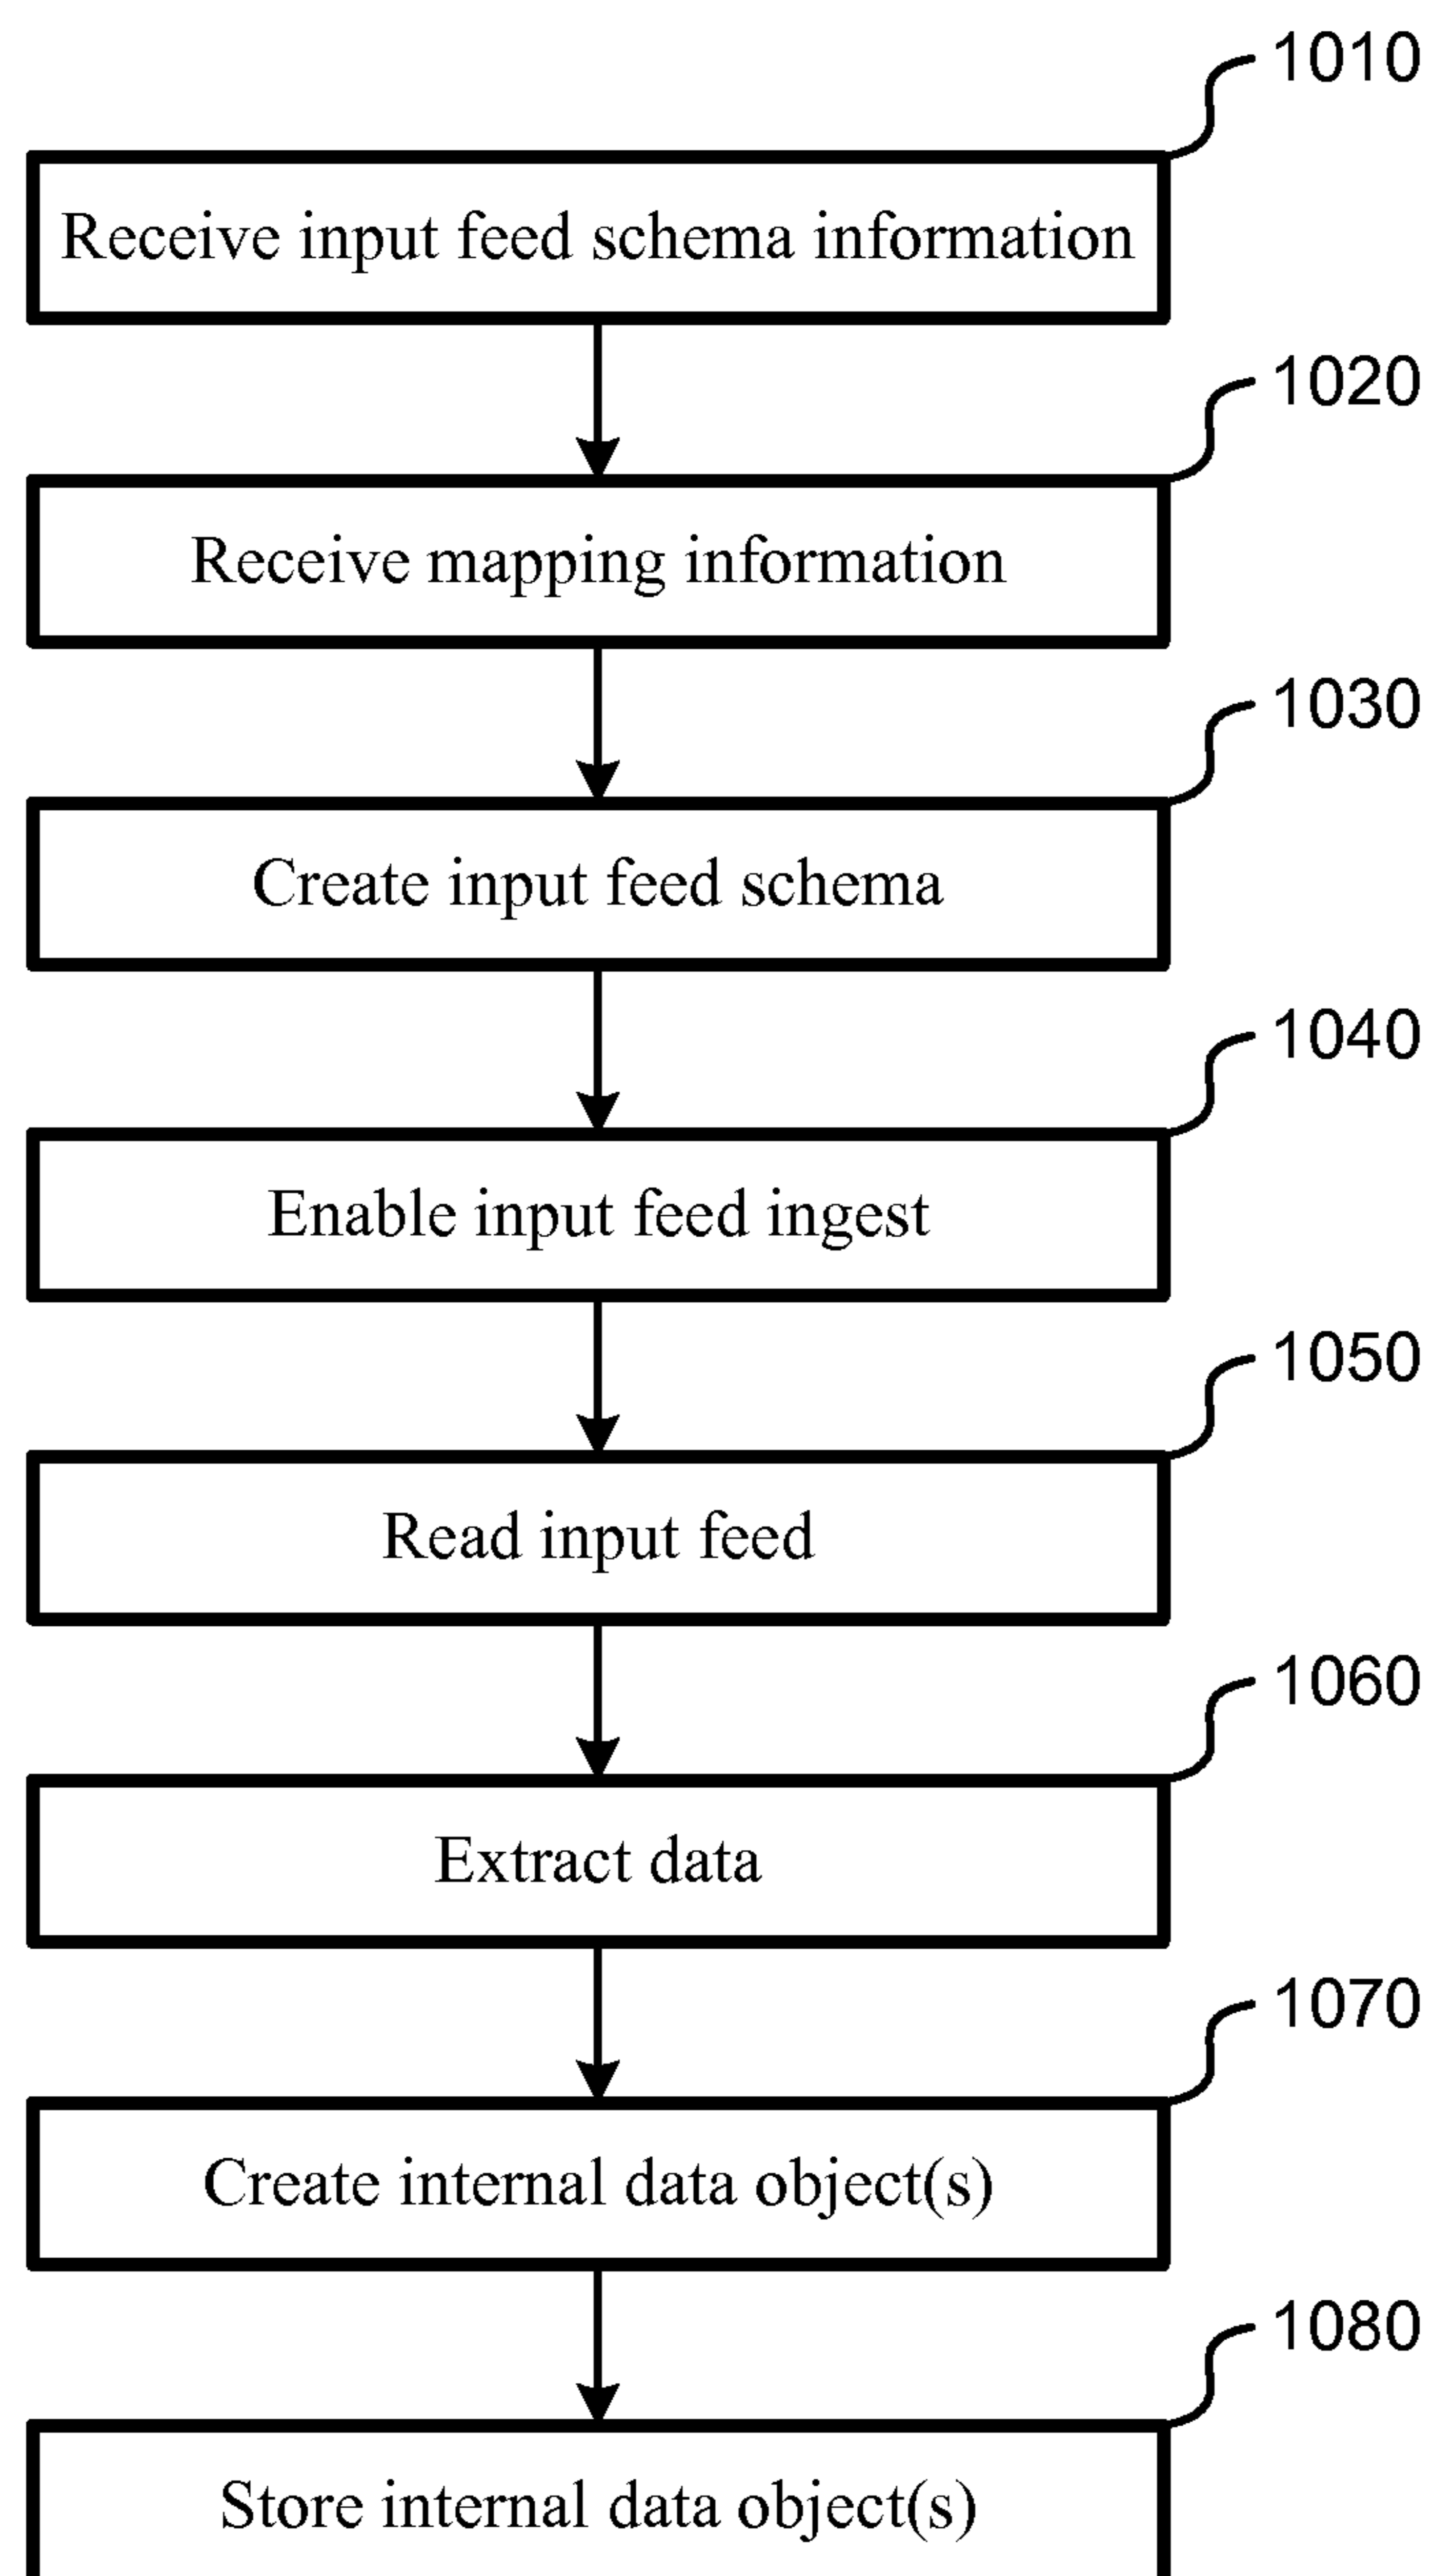 1010
Receive input feed schema information
1020
Receive mapping information
1030
Create input feed schema
1040
Enable input feed ingest
1050
Read input feed
1060
Extract data
1070
Create internal data object(s)
1080
Store internal data object(s)